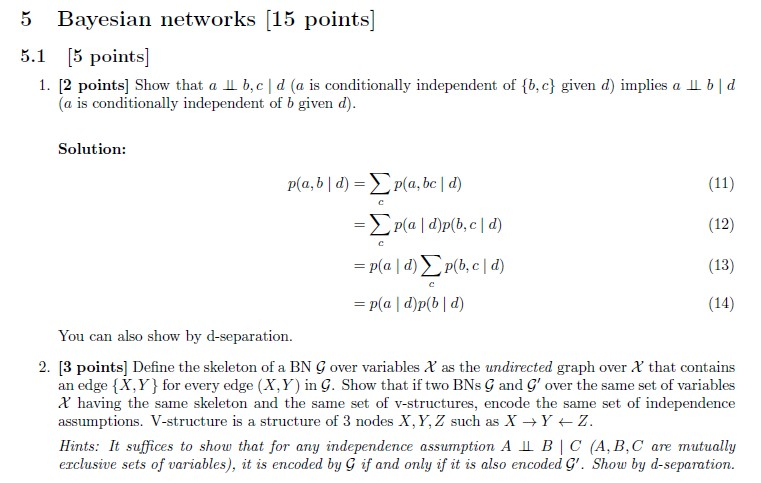 5 Bayesian networks [15 points]
5.1 [5 points]
1. [2 points] Show that a ⫫ b, c | d (a is conditionally independent of {b, c} given d) implies a ⫫ b | d
(a is conditionally independent of b given d).
Solution:
p(a, b | d) = ∑_c p(a, bc | d) (11)
= ∑_c p(a | d)p(b, c | d) (12)
= p(a | d) ∑_c p(b, c | d) (13)
= p(a | d)p(b | d) (14)
You can also show by d-separation.
2. [3 points] Define the skeleton of a BN 𝒢 over variables 𝒳 as the undirected graph over 𝒳 that contains
an edge {X, Y} for every edge (X, Y) in 𝒢. Show that if two BNs 𝒢 and 𝒢′ over the same set of variables
𝒳 having the same skeleton and the same set of v-structures, encode the same set of independence
assumptions. V-structure is a structure of 3 nodes X, Y, Z such as X → Y ← Z.
Hints: It suffices to show that for any independence assumption A ⫫ B | C (A, B, C are mutually
exclusive sets of variables), it is encoded by 𝒢 if and only if it is also encoded 𝒢′. Show by d-separation.